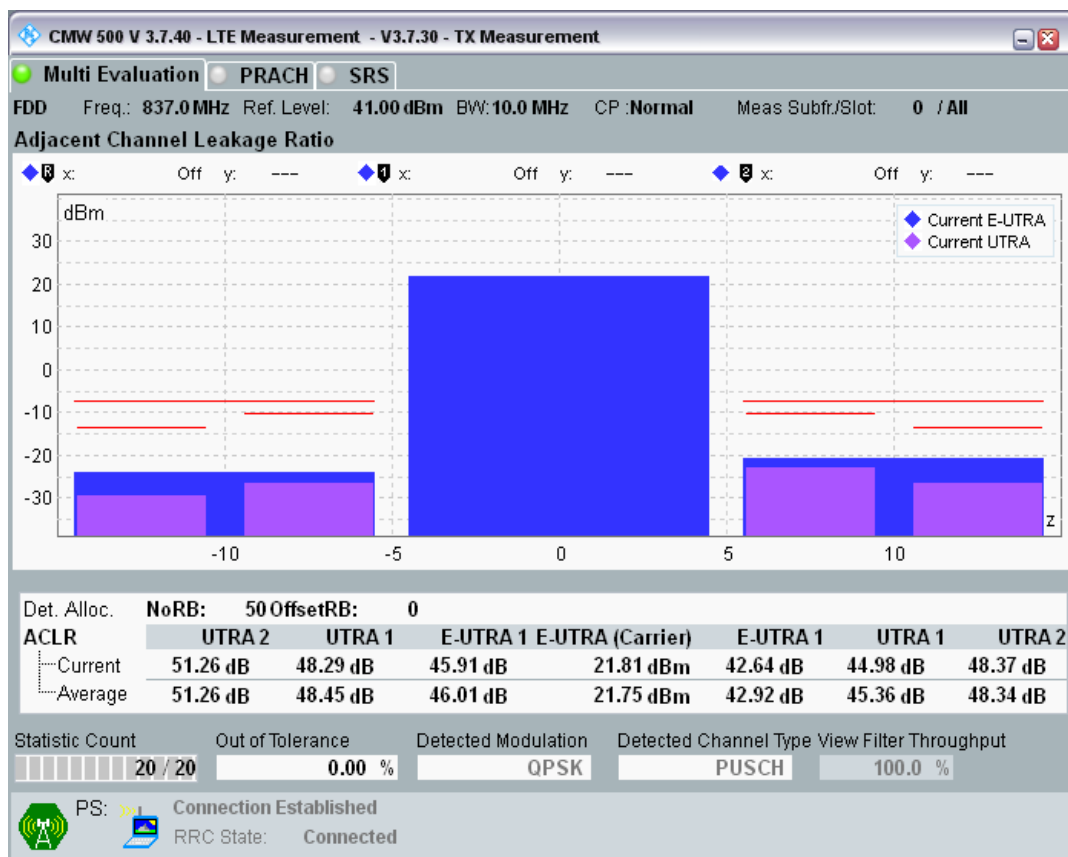 CMW 500 V 3.7.40 - LTE Measurement - V3.7.30 - TX Measurement
Multi Evaluation PRACH SRS
FDD Freq.: 837.0 MHz Ref. Level: 41.00 dBm BW: 10.0 MHz CP :Normal Meas Subfr./Slot: 0 / All
Adjacent Channel Leakage Ratio
R x: Off y: --- 1 x: Off y: --- 2 x: Off y: ---
dBm
Current E-UTRA
Current UTRA
30
20
10
0
-10
-20
-30
z
-10 -5 0 5 10
Det. Alloc. NoRB: 50 OffsetRB: 0
ACLR UTRA 2 UTRA 1 E-UTRA 1 E-UTRA (Carrier) E-UTRA 1 UTRA 1 UTRA 2
Current 51.26 dB 48.29 dB 45.91 dB 21.81 dBm 42.64 dB 44.98 dB 48.37 dB
Average 51.26 dB 48.45 dB 46.01 dB 21.75 dBm 42.92 dB 45.36 dB 48.34 dB
Statistic Count Out of Tolerance Detected Modulation Detected Channel Type View Filter Throughput
20 / 20 0.00 % QPSK PUSCH 100.0 %
PS: Connection Established
RRC State: Connected